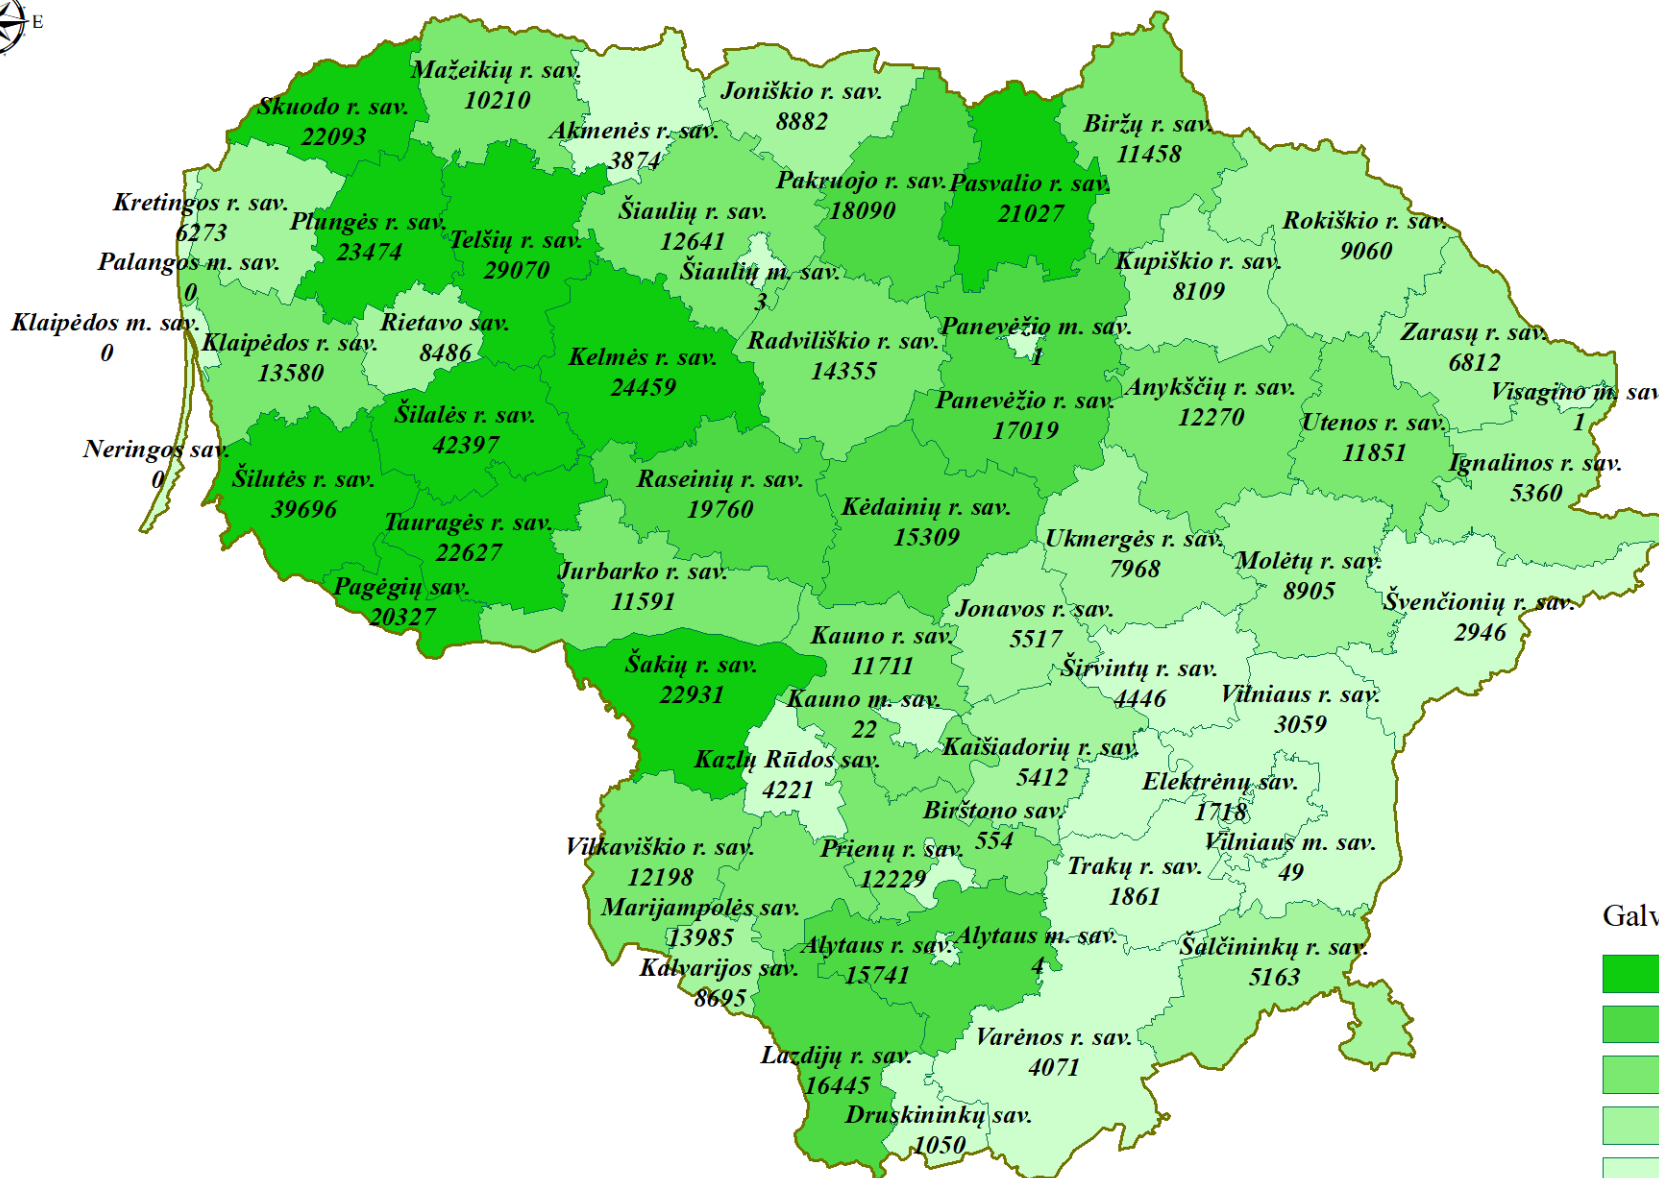 E
Mažeikių r. sav.
10210
Skuodo r. sav.
22093
Akmenės r. sav.
3874
Joniškio r. sav.
8882
Biržų r. sav.
11458
Kretingos r. sav.
6273
Plungės r. sav.
23474
Telšių r. sav.
29070
Šiaulių r. sav.
12641
Pakruojo r. sav.
18090
Pasvalio r. sav.
21027
Rokiškio r. sav.
9060
Palangos m. sav.
0
Šiaulių m. sav.
3
Kupiškio r. sav.
8109
Klaipėdos m. sav.
0
Klaipėdos r. sav.
13580
Rietavo sav.
8486
Kelmės r. sav.
24459
Radviliškio r. sav.
14355
Panevėžio m. sav.
1
Zarasų r. sav.
6812
Visagino m. sav
1
Šilalės r. sav.
42397
Panevėžio r. sav.
17019
Anykščių r. sav.
12270
Utenos r. sav.
11851
Neringos sav.
0
Šilutės r. sav.
39696
Raseinių r. sav.
19760
Ignalinos r. sav.
5360
Tauragės r. sav.
22627
Kėdainių r. sav.
15309
Ukmergės r. sav.
7968
Molėtų r. sav.
8905
Pagėgių sav.
20327
Jurbarko r. sav.
11591
Jonavos r. sav.
5517
Švenčionių r. sav.
2946
Šakių r. sav.
22931
Kauno r. sav.
11711
Širvintų r. sav.
4446
Vilniaus r. sav.
3059
Kauno m. sav.
22
Kazlų Rūdos sav.
4221
Kaišiadorių r. sav.
5412
Elektrėnų sav.
1718
Birštono sav.
554
Vilkaviškio r. sav.
12198
Prienų r. sav.
12229
Trakų r. sav.
1861
Vilniaus m. sav.
49
Marijampolės sav.
13985
Galv
Alytaus r. sav.
15741
Alytaus m. sav.
4
Šalčininkų r. sav.
5163
Kalvarijos sav.
8695
Lazdijų r. sav.
16445
Varėnos r. sav.
4071
Druskininkų sav.
1050